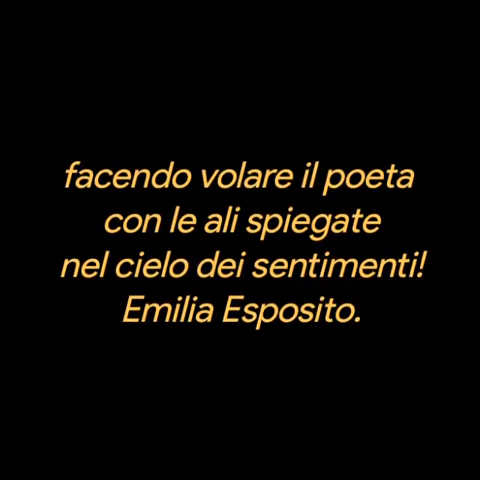 facendo volare il poeta
con le ali spiegate
nel cielo dei sentimenti!
Emilia Esposito.